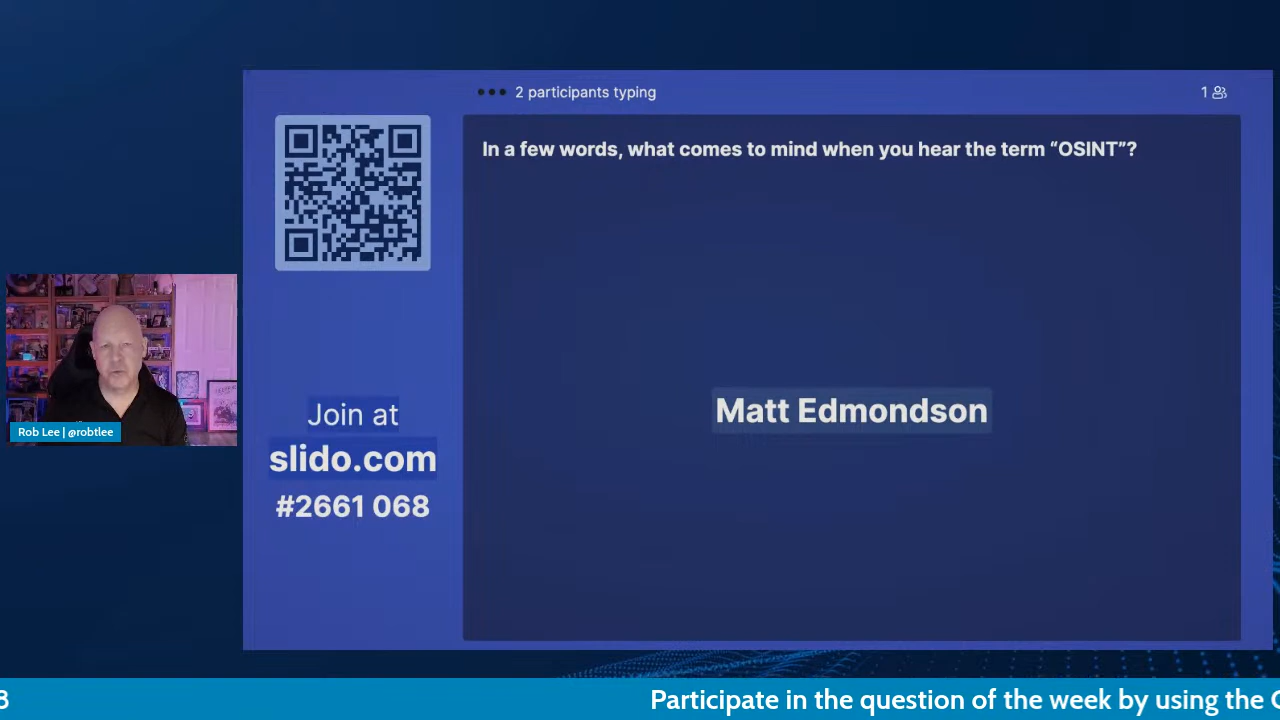 2 participants typing
1
In a few words, what comes to mind when you hear the term “OSINT”?
Matt Edmondson
Join at
slido.com
#2661 068
Rob Lee | @robtlee
8
Participate in the question of the week by using the